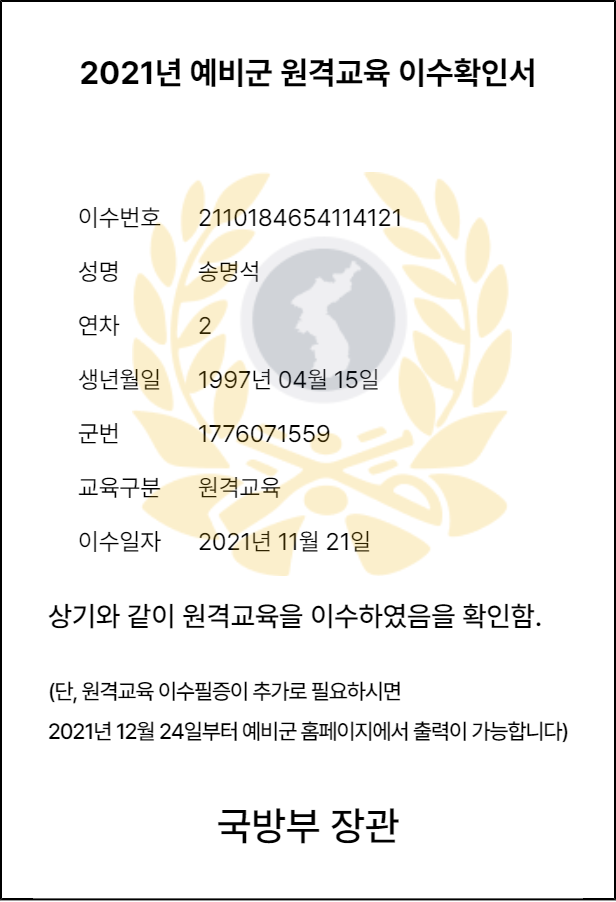 2021년 예비군 원격교육 이수확인서
이수번호 2110184654114121
성명 송명석
연차 2
생년월일 1997년 04월 15일
군번 1776071559
교육구분 원격교육
이수일자 2021년 11월 21일
상기와 같이 원격교육을 이수하였음을 확인함.
(단, 원격교육 이수필증이 추가로 필요하시면
2021년 12월 24일부터 예비군 홈페이지에서 출력이 가능합니다)
국방부 장관